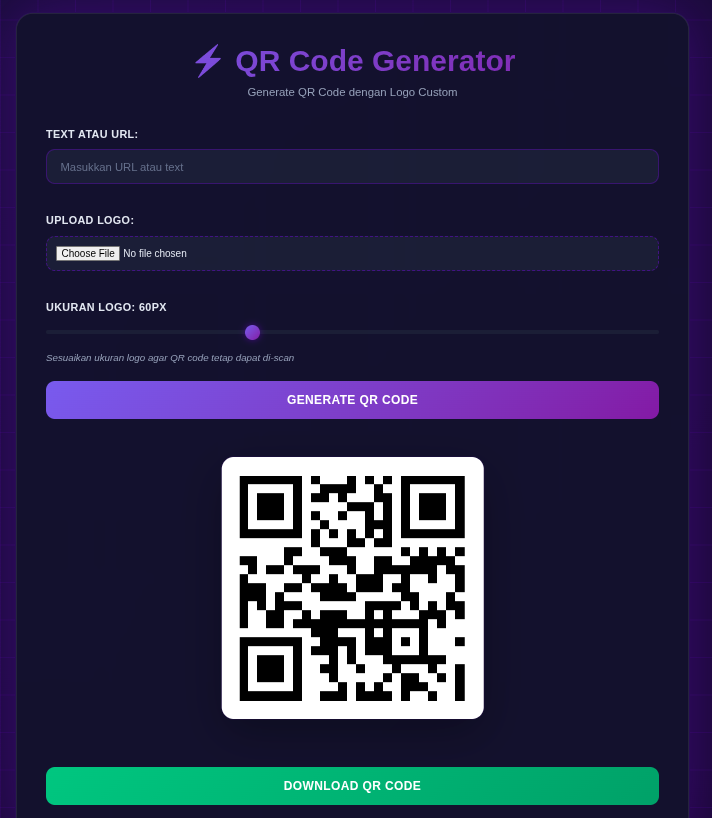 ⚡ QR Code Generator
Generate QR Code dengan Logo Custom
TEXT ATAU URL:
Masukkan URL atau text
UPLOAD LOGO:
Choose File No file chosen
UKURAN LOGO: 60PX
Sesuaikan ukuran logo agar QR code tetap dapat di-scan
GENERATE QR CODE
DOWNLOAD QR CODE